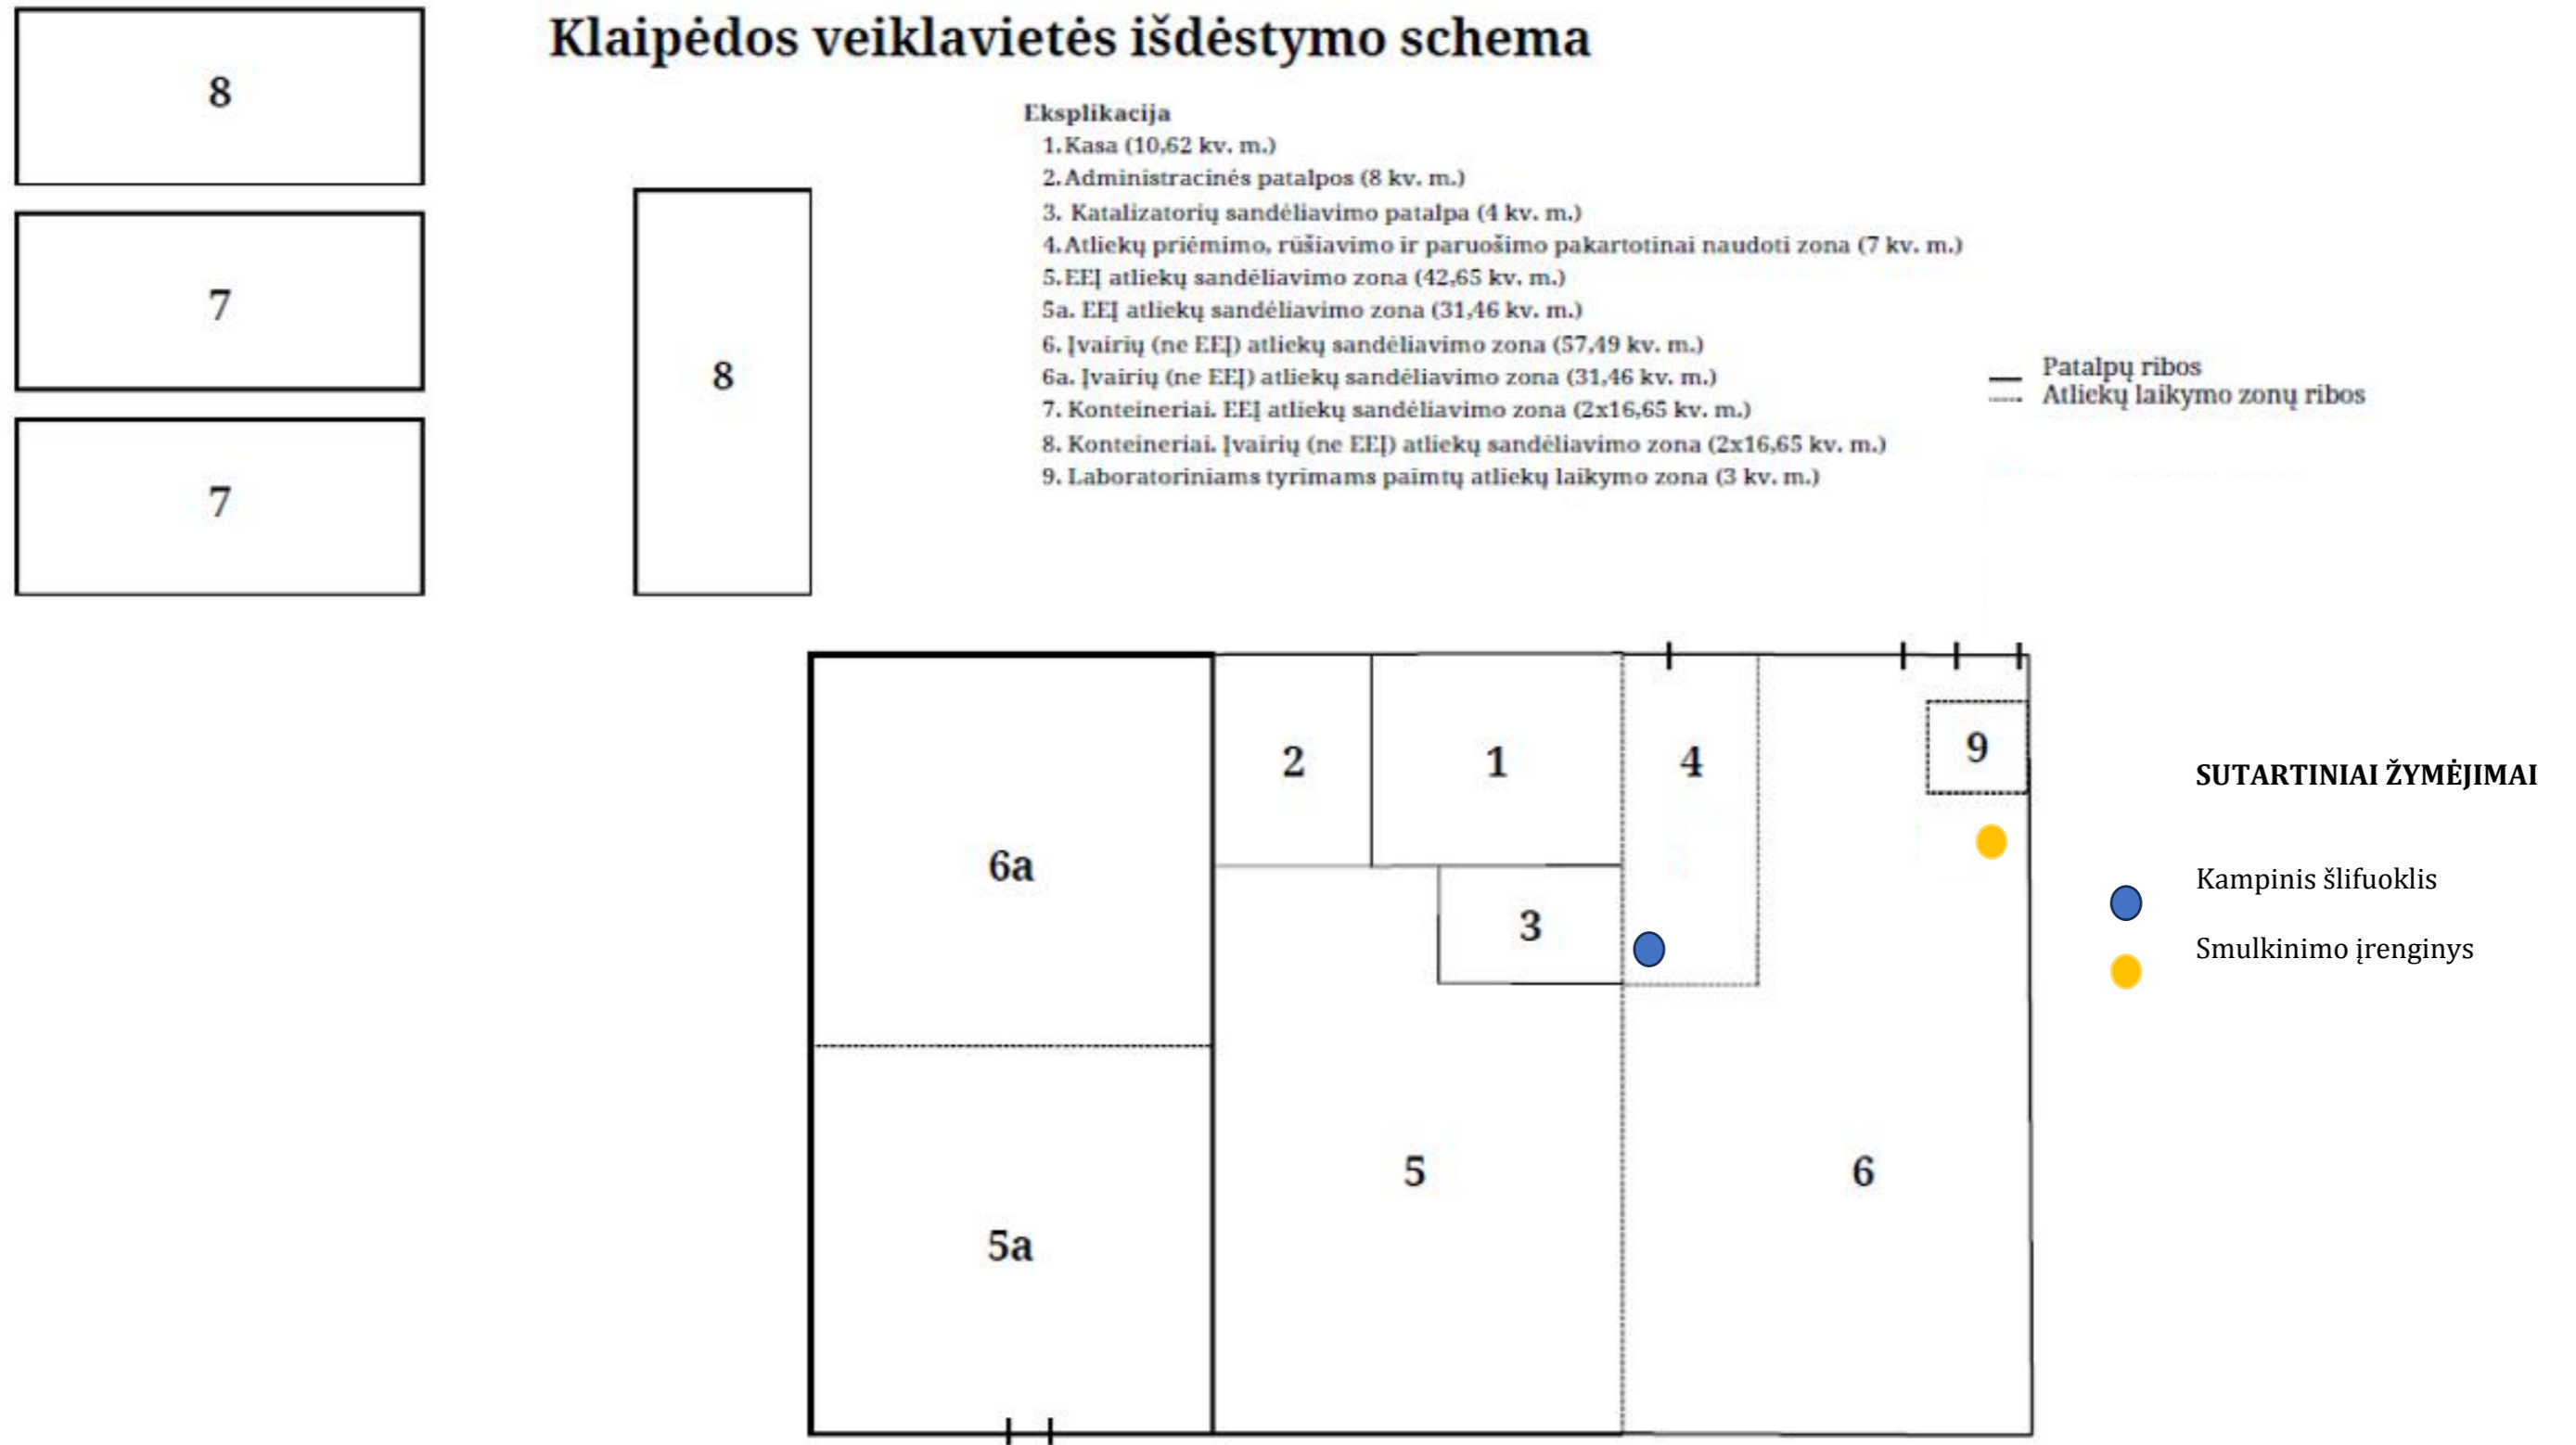 Klaipėdos veiklavietės išdėstymo schema
8
7
7
8
Eksplikacija
1. Kasa (10,62 kv. m.)
2. Administracinės patalpos (8 kv. m.)
3. Katalizatorių sandėliavimo patalpa (4 kv. m.)
4. Atliekų priėmimo, rūšiavimo ir paruošimo pakartotinai naudoti zona (7 kv. m.)
5. EEĮ atliekų sandėliavimo zona (42,65 kv. m.)
5a. EEĮ atliekų sandėliavimo zona (31,46 kv. m.)
6. Įvairių (ne EEĮ) atliekų sandėliavimo zona (57,49 kv. m.)
6a. Įvairių (ne EEĮ) atliekų sandėliavimo zona (31,46 kv. m.)
7. Konteineriai. EEĮ atliekų sandėliavimo zona (2x16,65 kv. m.)
8. Konteineriai. Įvairių (ne EEĮ) atliekų sandėliavimo zona (2x16,65 kv. m.)
9. Laboratoriniams tyrimams paimtų atliekų laikymo zona (3 kv. m.)
Patalpų ribos
Atliekų laikymo zonų ribos
2
1
4
9
6a
3
5
6
5a
SUTARTINIAI ŽYMĖJIMAI
Kampinis šlifuoklis
Smulkinimo įrenginys